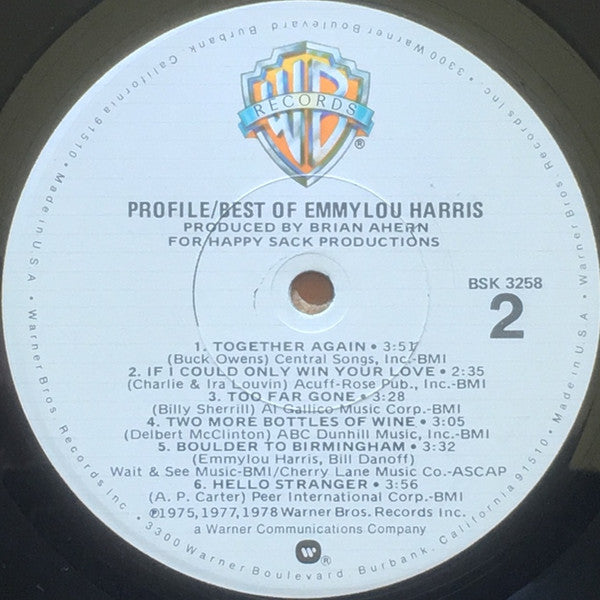 WB
RECORDS
®
PROFILE/BEST OF EMMYLOU HARRIS
PRODUCED BY BRIAN AHERN
FOR HAPPY SACK PRODUCTIONS
BSK 3258
2
1. TOGETHER AGAIN • 3:51
(Buck Owens) Central Songs, Inc.-BMI
2. IF I COULD ONLY WIN YOUR LOVE • 2:35
(Charlie & Ira Louvin) Acuff-Rose Pub., Inc.-BMI
3. TOO FAR GONE • 3:28
(Billy Sherrill) Al Gallico Music Corp.-BMI
4. TWO MORE BOTTLES OF WINE • 3:05
(Delbert McClinton) ABC Dunhill Music, Inc.-BMI
5. BOULDER TO BIRMINGHAM • 3:32
(Emmylou Harris, Bill Danoff)
Wait & See Music-BMI/Cherry Lane Music Co.-ASCAP
6. HELLO STRANGER • 3:56
(A. P. Carter) Peer International Corp.-BMI
℗1975, 1977, 1978 Warner Bros. Records Inc.
a Warner Communications Company
W®
Warner Bros. Records Inc. • 3300 Warner Boulevard Burbank, California 91510 • Made in U.S.A. • Warner Bros. Records Inc. • 3300 Warner Boulevard Burbank, California 91510 • Made in U.S.A. •